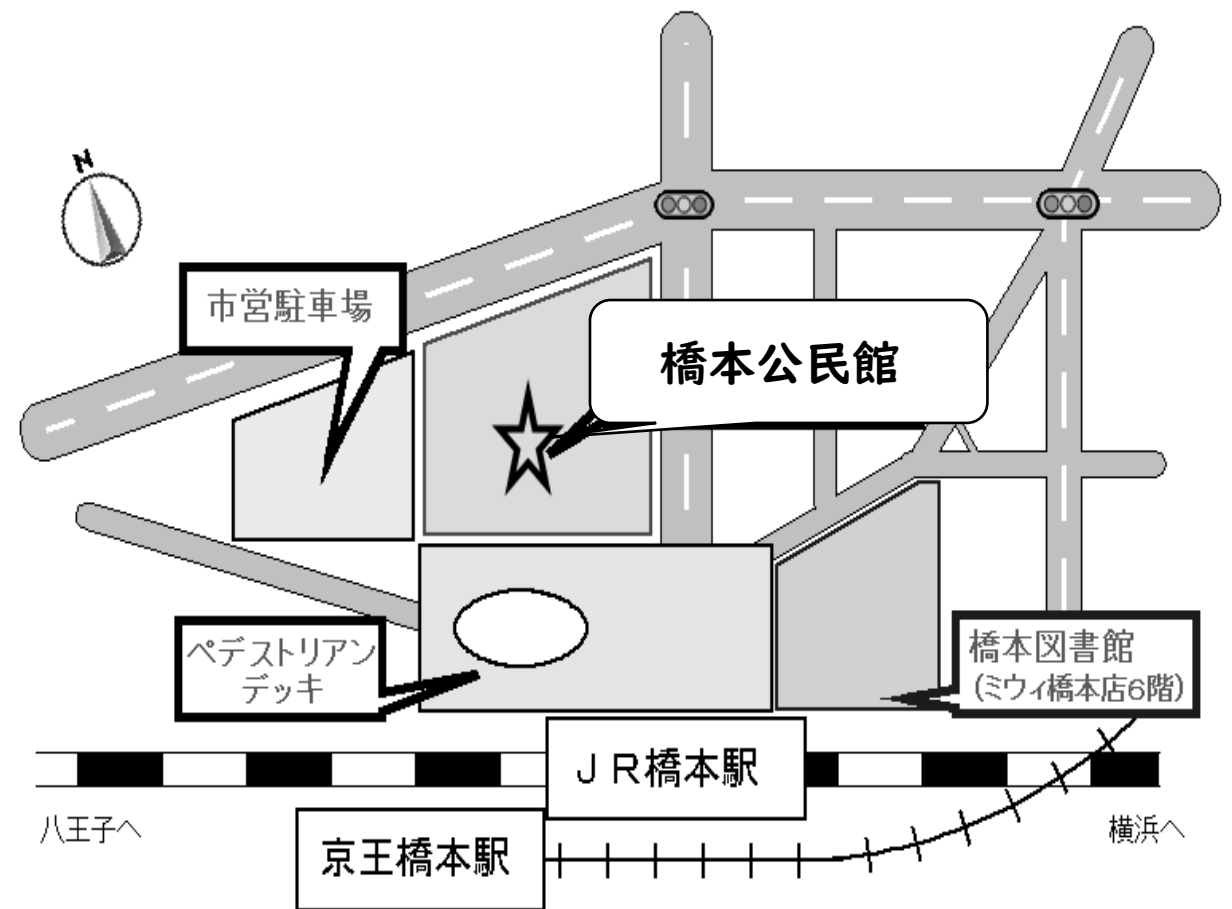 N
市営駐車場
橋本公民館
ペデストリアン
デッキ
橋本図書館
(ミウィ橋本店6階)
ＪＲ橋本駅
八王子へ
横浜へ
京王橋本駅